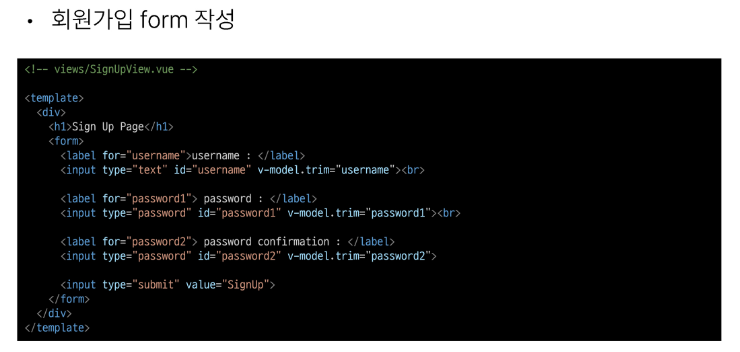 • 회원가입 form 작성
<!-- views/SignUpView.vue -->
<template>
  <div>
    <h1>Sign Up Page</h1>
    <form>
      <label for="username">username : </label>
      <input type="text" id="username" v-model.trim="username"><br>
      <label for="password1"> password : </label>
      <input type="password" id="password1" v-model.trim="password1"><br>
      <label for="password2"> password confirmation : </label>
      <input type="password" id="password2" v-model.trim="password2">
      <input type="submit" value="SignUp">
    </form>
  </div>
</template>